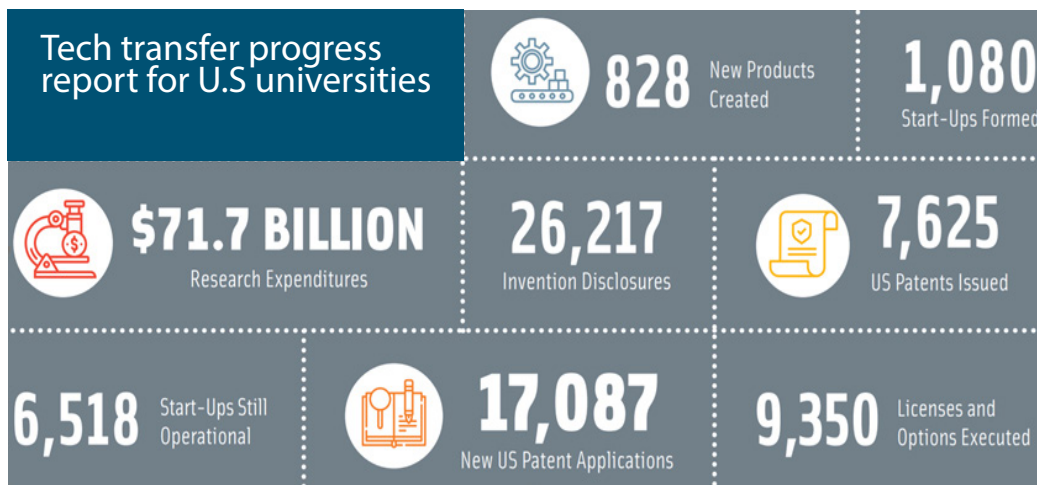 Tech transfer progress
report for U.S universities
828
New Products
Created
1,080
Start-Ups Formed
$71.7 BILLION
Research Expenditures
26,217
Invention Disclosures
7,625
US Patents Issued
6,518
Start-Ups Still
Operational
17,087
New US Patent Applications
9,350
Licenses and
Options Executed